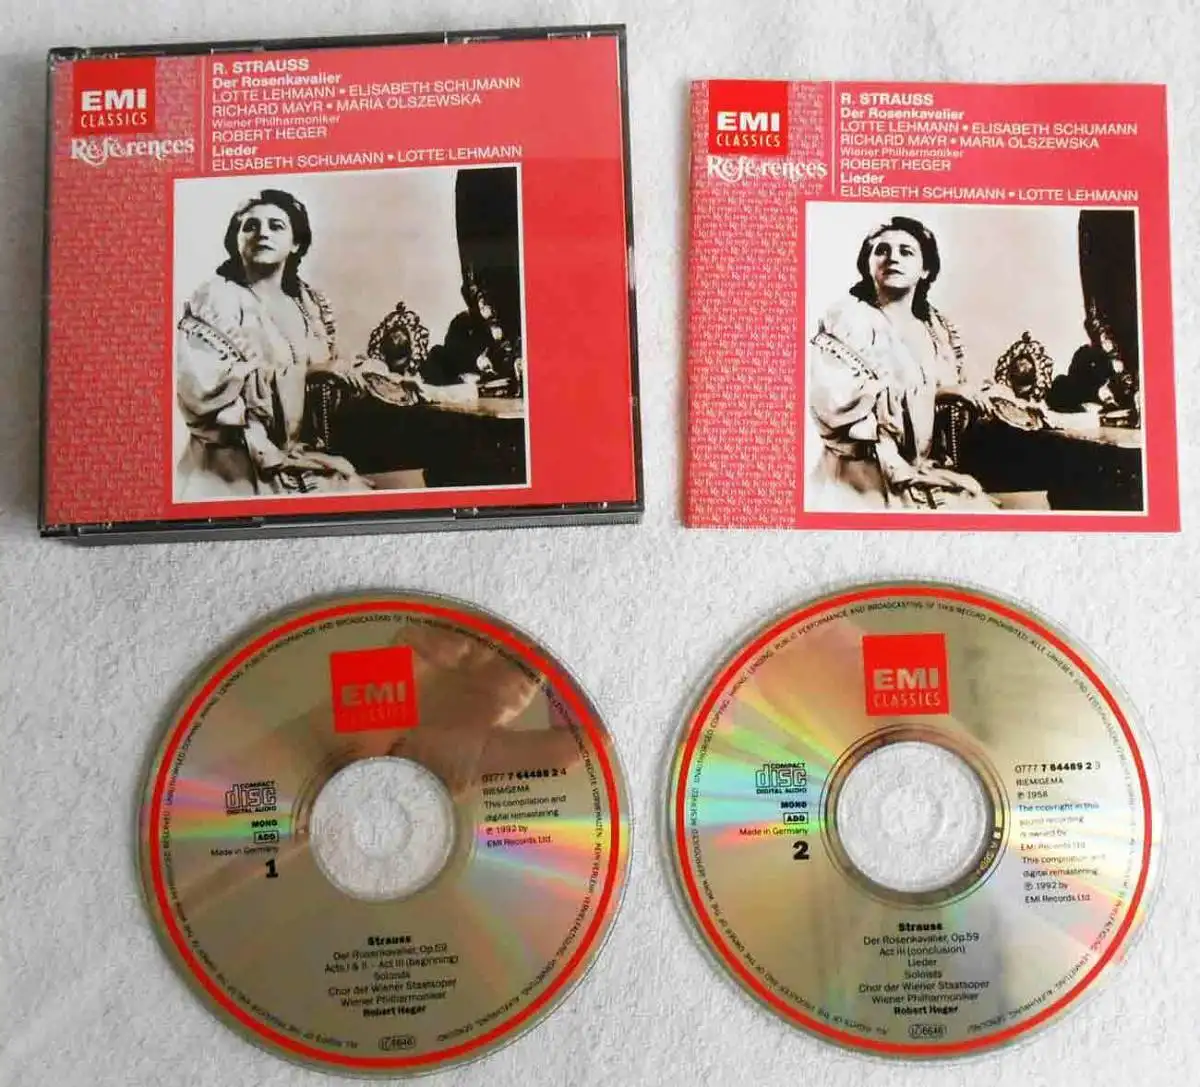 EMI
CLASSICS
Références
R. STRAUSS
Der Rosenkavalier
LOTTE LEHMANN • ELISABETH SCHUMANN
RICHARD MAYR • MARIA OLSZEWSKA
Wiener Philharmoniker
ROBERT HEGER
Lieder
ELISABETH SCHUMANN • LOTTE LEHMANN
EMI
CLASSICS
Références
R. STRAUSS
Der Rosenkavalier
LOTTE LEHMANN • ELISABETH SCHUMANN
RICHARD MAYR • MARIA OLSZEWSKA
Wiener Philharmoniker
ROBERT HEGER
Lieder
ELISABETH SCHUMANN • LOTTE LEHMANN
EMI
CLASSICS
COMPACT
disc
DIGITAL AUDIO
MONO
ADD
Made in Germany
1
0777 7 64489 2 4
BIEM/GEMA
This compilation and
digital remastering
℗ 1992 by
EMI Records Ltd.
Strauss
Der Rosenkavalier, Op.59
Acts I & II - Act III (beginning)
Soloists
Chor der Wiener Staatsoper
Wiener Philharmoniker
Robert Heger
LC 6646
EMI
CLASSICS
COMPACT
disc
DIGITAL AUDIO
MONO
ADD
Made in Germany
2
0777 7 64489 2 3
BIEM/GEMA
℗ 1958
The copyright in this
sound recording
is owned by
EMI Records Ltd.
This compilation and
digital remastering
℗ 1992 by
EMI Records Ltd.
Strauss
Der Rosenkavalier, Op.59
Act III (conclusion)
Lieder
Soloists
Chor der Wiener Staatsoper
Wiener Philharmoniker
Robert Heger
LC 6646